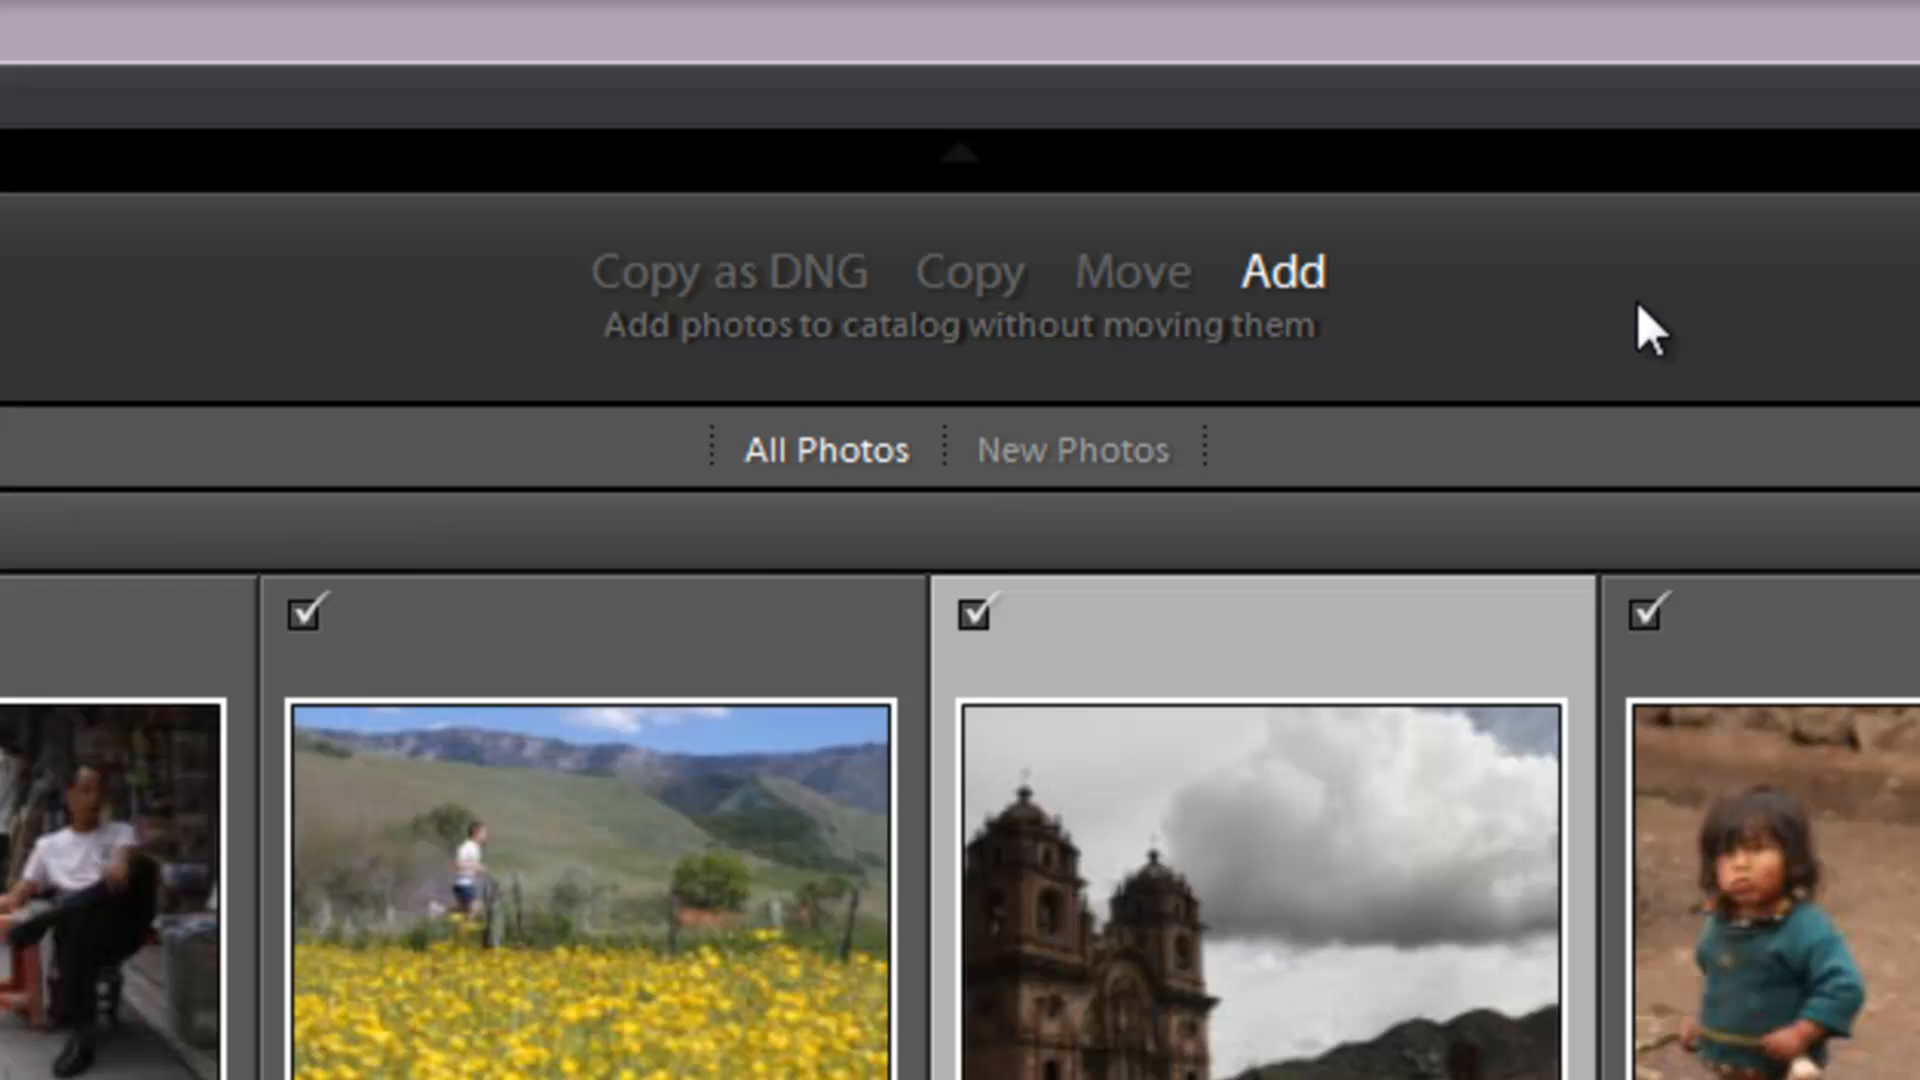 Copy as DNG Copy Move Add
Add photos to catalog without moving them
All Photos New Photos